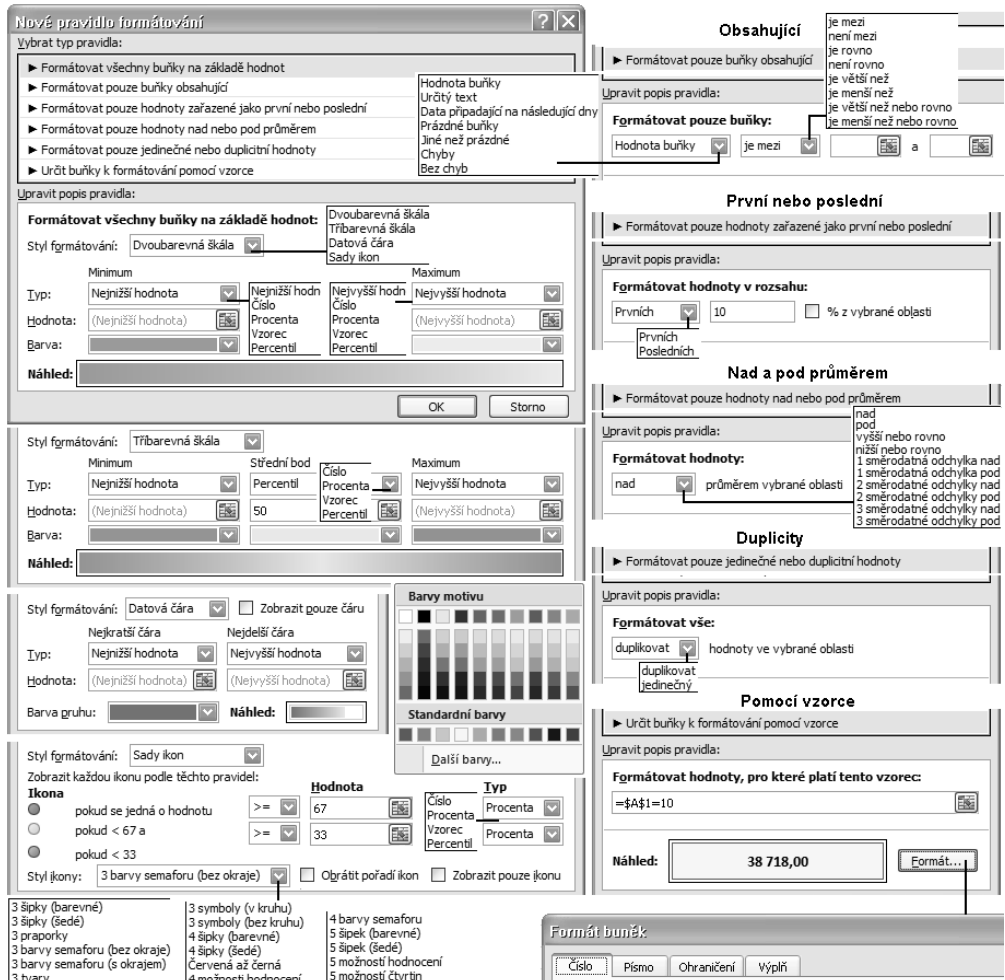 Nové pravidlo formátování
Vybrat typ pravidla:
► Formátovat všechny buňky na základě hodnot
► Formátovat pouze buňky obsahující
► Formátovat pouze hodnoty zařazené jako první nebo poslední
► Formátovat pouze hodnoty nad nebo pod průměrem
► Formátovat pouze jedinečné nebo duplicitní hodnoty
► Určit buňky k formátování pomocí vzorce
Hodnota buňky
Určitý text
Data připadající na následující dny
Prázdné buňky
Jiné než prázdné
Chyby
Bez chyb
Upravit popis pravidla:
Formátovat všechny buňky na základě hodnot:
Styl formátování: Dvoubarevná škála
Dvoubarevná škála
Tříbarevná škála
Datová čára
Sady ikon
Minimum Maximum
Typ: Nejnižší hodnota Nejvyšší hodnota
Nejnižší hodn
Číslo
Procenta
Vzorec
Percentil
Nejvyšší hodn
Číslo
Procenta
Vzorec
Percentil
Hodnota: (Nejnižší hodnota) (Nejvyšší hodnota)
Barva:
Náhled:
OK Storno
Styl formátování: Tříbarevná škála
Minimum Střední bod Maximum
Typ: Nejnižší hodnota Percentil Nejvyšší hodnota
Číslo
Procenta
Vzorec
Percentil
Hodnota: (Nejnižší hodnota) 50 (Nejvyšší hodnota)
Barva:
Náhled:
Styl formátování: Datová čára Zobrazit pouze čáru
Nejkratší čára Nejdelší čára
Typ: Nejnižší hodnota Nejvyšší hodnota
Hodnota: (Nejnižší hodnota) (Nejvyšší hodnota)
Barva pruhu: Náhled:
Barvy motivu
Standardní barvy
Další barvy...
Styl formátování: Sady ikon
Zobrazit každou ikonu podle těchto pravidel:
Ikona Hodnota Typ
pokud se jedná o hodnotu >= 67 Procenta
pokud < 67 a >= 33 Procenta
pokud < 33
Číslo
Procenta
Vzorec
Percentil
Styl ikony: 3 barvy semaforu (bez okraje) Obrátit pořadí ikon Zobrazit pouze ikonu
3 šipky (barevné)
3 šipky (šedé)
3 praporky
3 barvy semaforu (bez okraje)
3 barvy semaforu (s okrajem)
3 tvary
3 symboly (v kruhu)
3 symboly (bez kruhu)
4 šipky (barevné)
4 šipky (šedé)
Červená až černá
4 možnosti hodnocení
4 barvy semaforu
5 šipek (barevné)
5 šipek (šedé)
5 možností hodnocení
5 možností čtvrtin
Obsahující
► Formátovat pouze buňky obsahující
je mezi
není mezi
je rovno
není rovno
je větší než
je menší než
je větší než nebo rovno
je menší než nebo rovno
Upravit popis pravidla:
Formátovat pouze buňky:
Hodnota buňky je mezi a
První nebo poslední
► Formátovat pouze hodnoty zařazené jako první nebo poslední
Upravit popis pravidla:
Formátovat hodnoty v rozsahu:
Prvních 10 % z vybrané oblasti
Prvních
Posledních
Nad a pod průměrem
► Formátovat pouze hodnoty nad nebo pod průměrem
Upravit popis pravidla:
Formátovat hodnoty:
nad průměrem vybrané oblasti
nad
pod
vyšší nebo rovno
nižší nebo rovno
1 směrodatná odchylka nad
1 směrodatná odchylka pod
2 směrodatné odchylky nad
2 směrodatné odchylky pod
3 směrodatné odchylky nad
3 směrodatné odchylky pod
Duplicity
► Formátovat pouze jedinečné nebo duplicitní hodnoty
Upravit popis pravidla:
Formátovat vše:
duplikovat hodnoty ve vybrané oblasti
duplikovat
jedinečný
Pomocí vzorce
► Určit buňky k formátování pomocí vzorce
Upravit popis pravidla:
Formátovat hodnoty, pro které platí tento vzorec:
=$A$1=10
Náhled: 38 718,00 Formát...
Formát buněk
Číslo Písmo Ohraničení Výplň